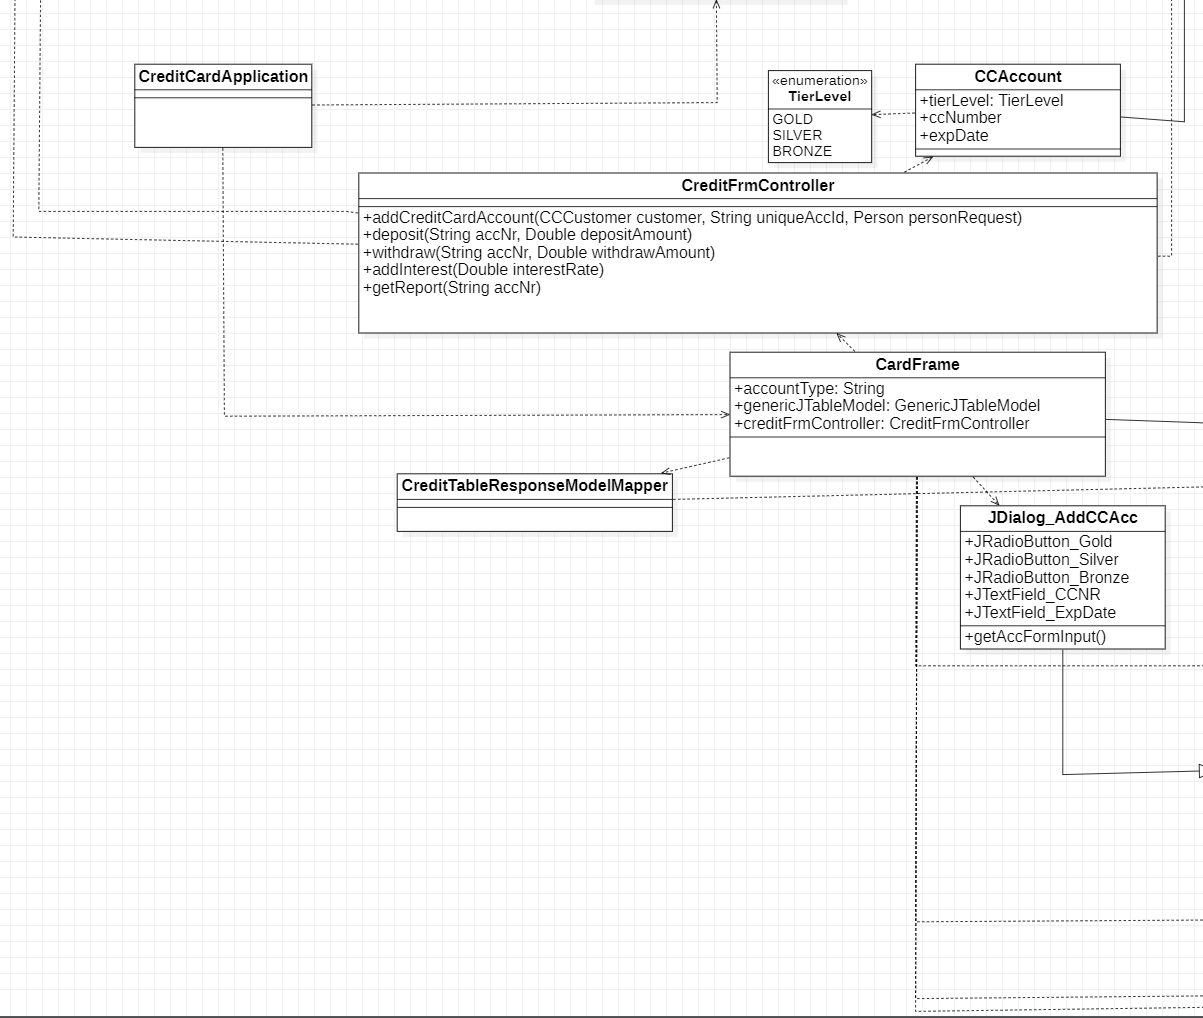 CreditCardApplication
«enumeration»
TierLevel
GOLD
SILVER
BRONZE
CCAccount
+tierLevel: TierLevel
+ccNumber
+expDate
CreditFrmController
+addCreditCardAccount(CCCustomer customer, String uniqueAccId, Person personRequest)
+deposit(String accNr, Double depositAmount)
+withdraw(String accNr, Double withdrawAmount)
+addInterest(Double interestRate)
+getReport(String accNr)
CardFrame
+accountType: String
+genericJTableModel: GenericJTableModel
+creditFrmController: CreditFrmController
CreditTableResponseModelMapper
JDialog_AddCCAcc
+JRadioButton_Gold
+JRadioButton_Silver
+JRadioButton_Bronze
+JTextField_CCNR
+JTextField_ExpDate
+getAccFormInput()